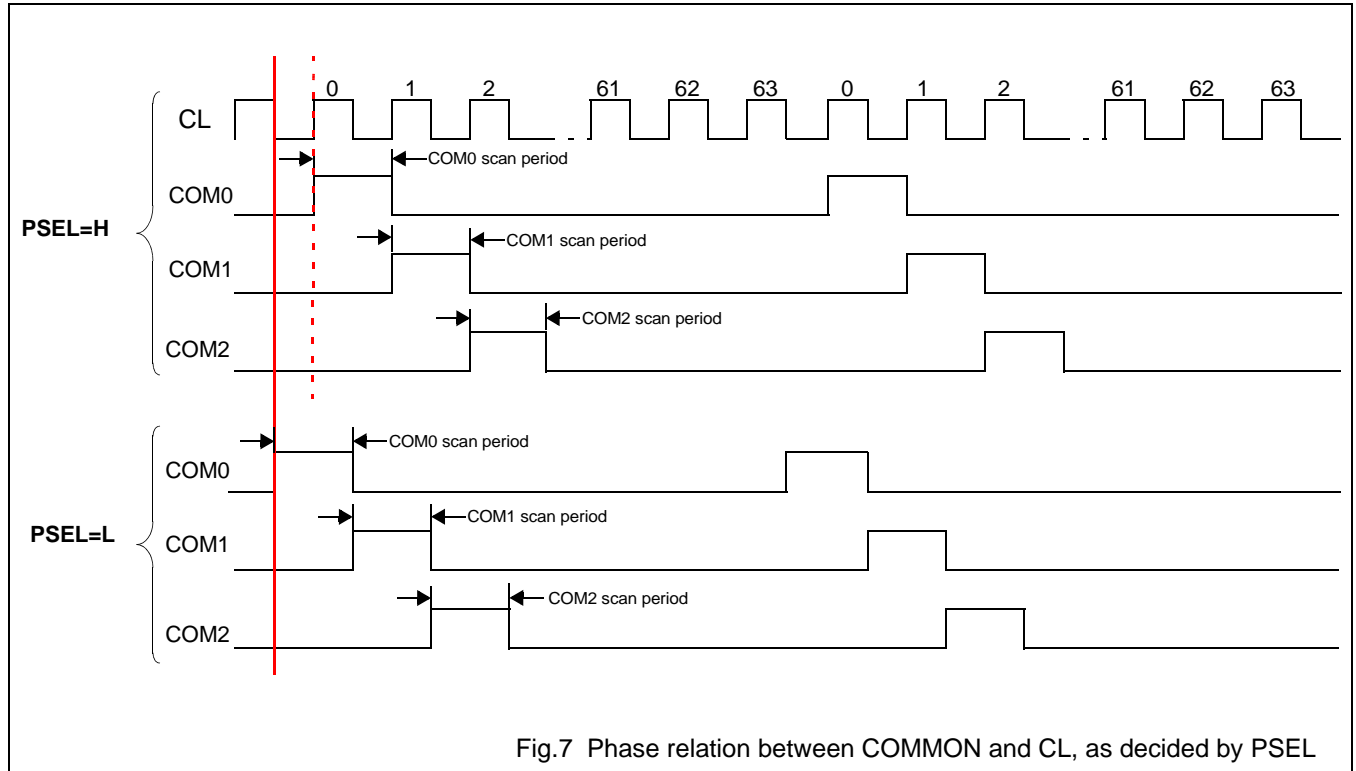 0 1 2 61 62 63 0 1 2 61 62 63
CL
COM0 scan period
COM0
PSEL=H
COM1 scan period
COM1
COM2 scan period
COM2
COM0 scan period
COM0
COM1 scan period
PSEL=L
COM1
COM2 scan period
COM2
Fig.7 Phase relation between COMMON and CL, as decided by PSEL